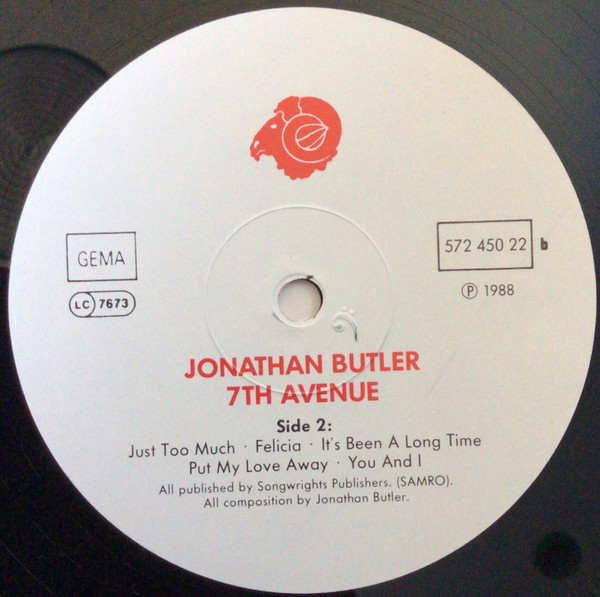 GEMA
LC 7673
572 450 22 b
℗ 1988
JONATHAN BUTLER
7TH AVENUE
Side 2:
Just Too Much · Felicia · It's Been A Long Time
Put My Love Away · You And I
All published by Songwrights Publishers. (SAMRO).
All composition by Jonathan Butler.